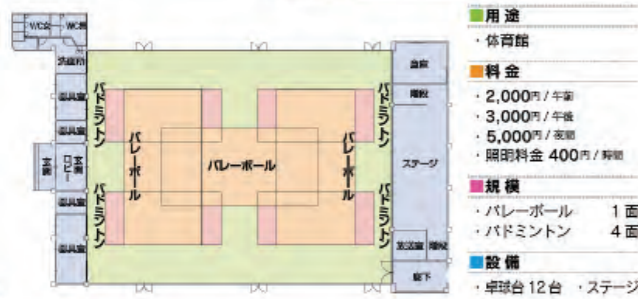 WC女 WC男
洗面所
器具室
器具室
玄関
玄関ロビー
器具室
器具室
バドミントン
バドミントン
バレーボール
バレーボール
バレーボール
バドミントン
バドミントン
階段
ステージ
放送室 階段
廊下
■用途
・体育館
■料金
・2,000円/午前
・3,000円/午後
・5,000円/夜間
・照明料金 400円/時間
■規模
・バレーボール 1面
・バドミントン 4面
■設備
・卓球台12台 ・ステージ